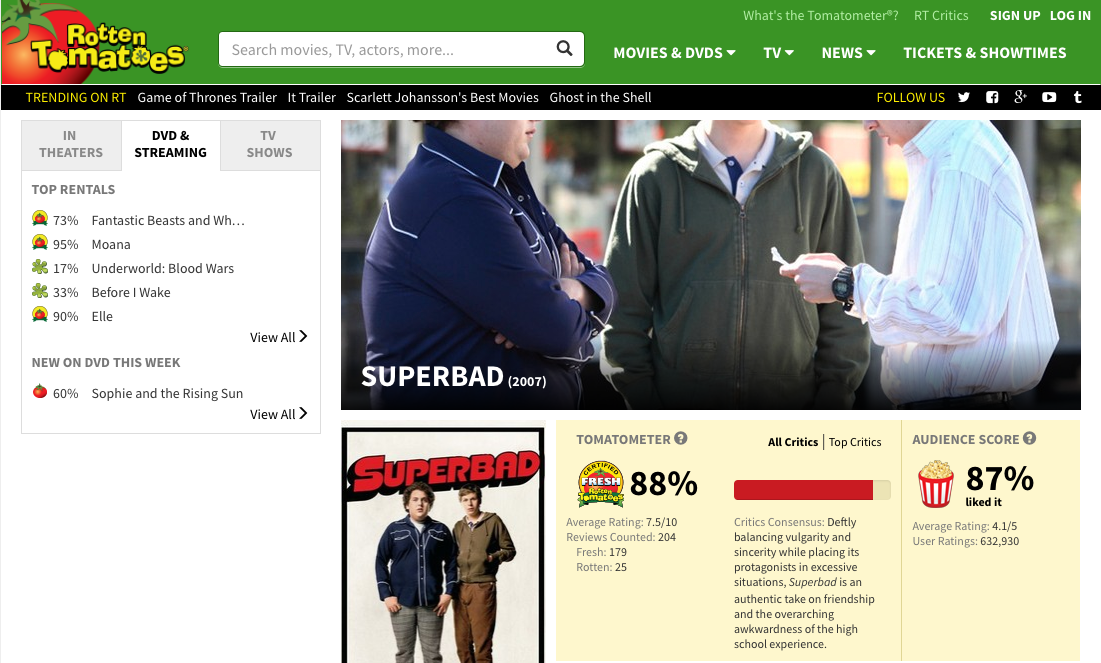 What's the Tomatometer®? RT Critics SIGN UP LOG IN
Rotten
Tomatoes
Search movies, TV, actors, more...
MOVIES & DVDS TV NEWS TICKETS & SHOWTIMES
TRENDING ON RT Game of Thrones Trailer It Trailer Scarlett Johansson's Best Movies Ghost in the Shell FOLLOW US
IN
THEATERS
DVD &
STREAMING
TV
SHOWS
TOP RENTALS
73% Fantastic Beasts and Wh...
95% Moana
17% Underworld: Blood Wars
33% Before I Wake
90% Elle
View All
NEW ON DVD THIS WEEK
60% Sophie and the Rising Sun
View All
SUPERBAD (2007)
SUPERBAD
TOMATOMETER ?
All Critics | Top Critics
CERTIFIED
FRESH
Rotten
Tomatoes
88%
Average Rating: 7.5/10
Reviews Counted: 204
Fresh: 179
Rotten: 25
Critics Consensus: Deftly
balancing vulgarity and
sincerity while placing its
protagonists in excessive
situations, Superbad is an
authentic take on friendship
and the overarching
awkwardness of the high
school experience.
AUDIENCE SCORE ?
87%
liked it
Average Rating: 4.1/5
User Ratings: 632,930